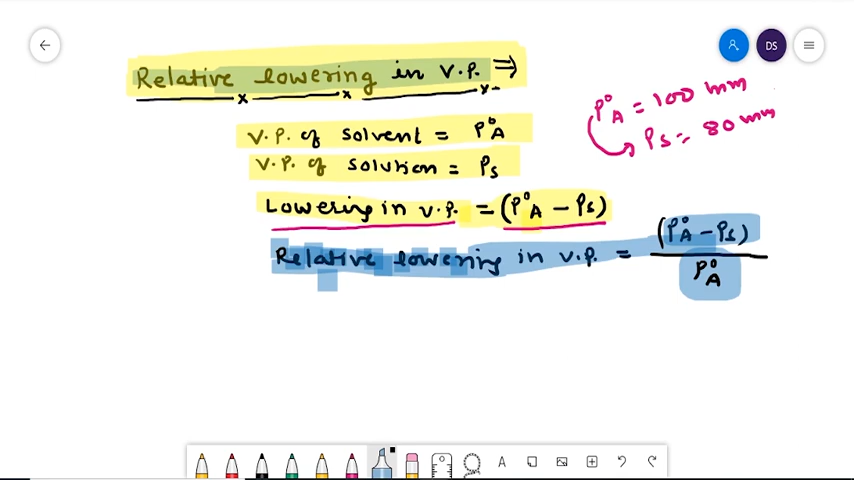 DS
Relative lowering in V.P. ⇒
P°A = 100 mm
Ps = 80 mm
V.P. of solvent = P°A
V.P. of solution = Ps
Lowering in V.P. = (P°A - Ps)
Relative lowering in V.P. = (P°A - Ps) / P°A
A